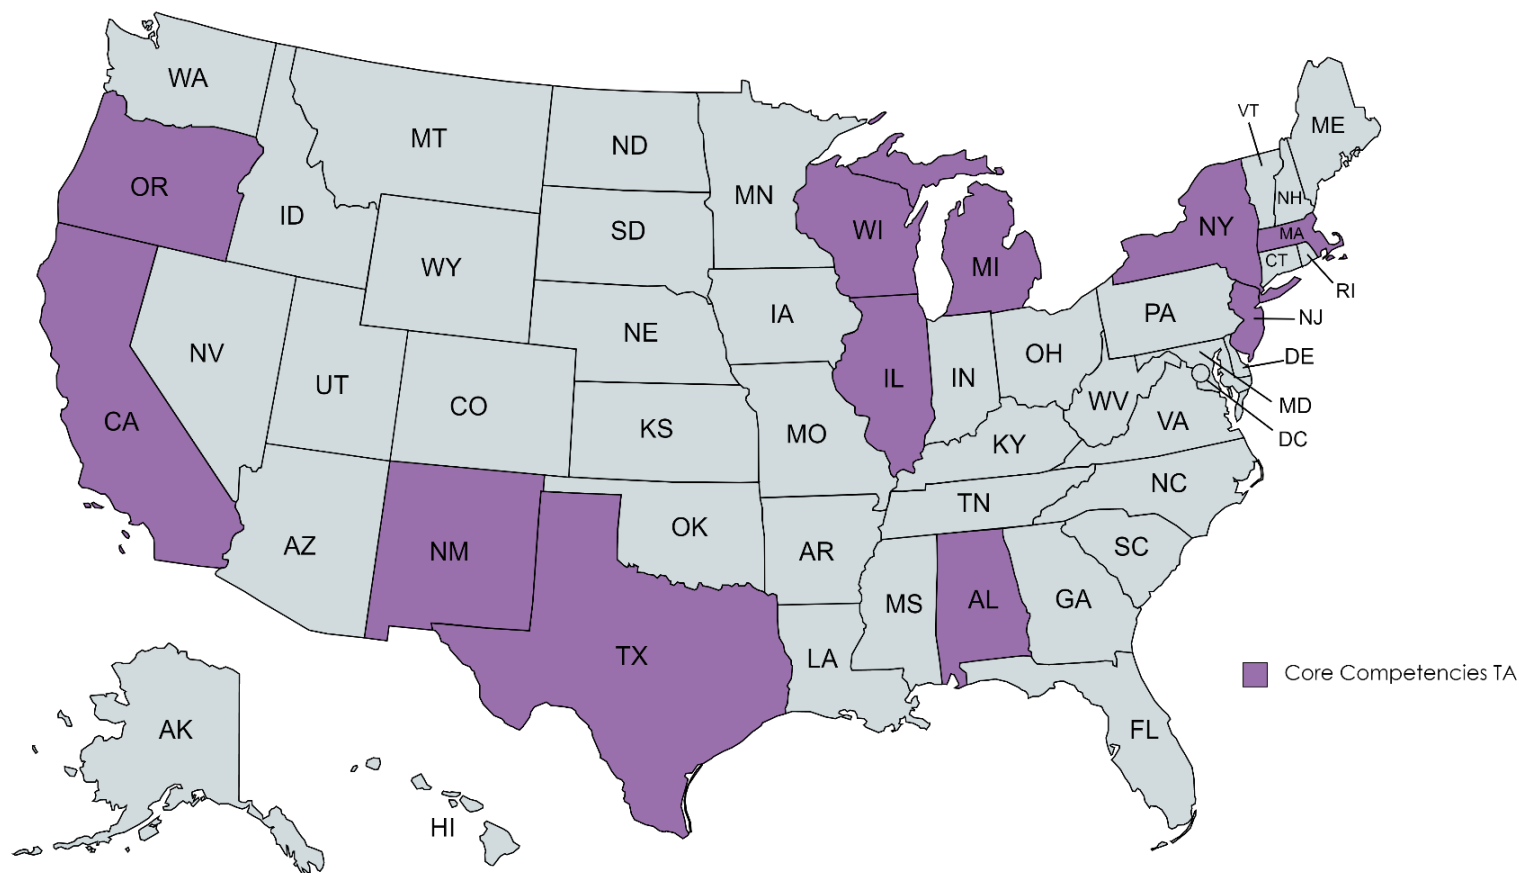 WA
MT
ND
MN
VT
ME
OR
ID
SD
WI
MI
NY
NH
MA
CT
RI
WY
IA
PA
NJ
NE
NV
UT
CO
IL
IN
OH
DE
CA
KS
MO
WV
VA
MD
DC
KY
TN
NC
AZ
NM
OK
AR
SC
MS
AL
GA
TX
LA
Core Competencies TA
AK
FL
HI